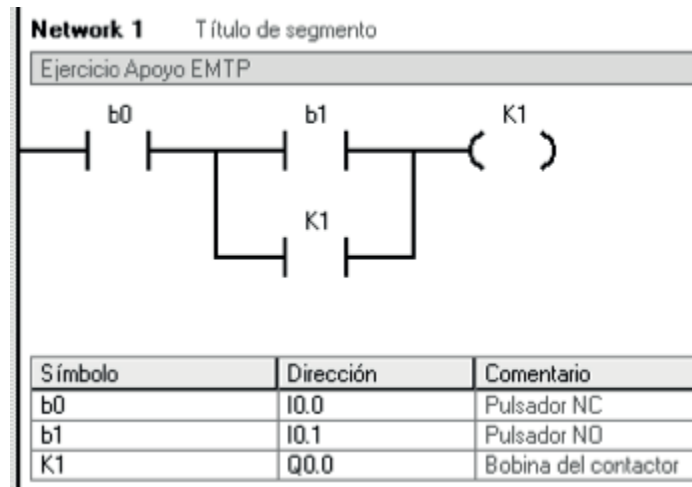 Network 1 Título de segmento
Ejercicio Apoyo EMTP
b0 b1 K1
K1
Símbolo Dirección Comentario
b0 I0.0 Pulsador NC
b1 I0.1 Pulsador NO
K1 Q0.0 Bobina del contactor